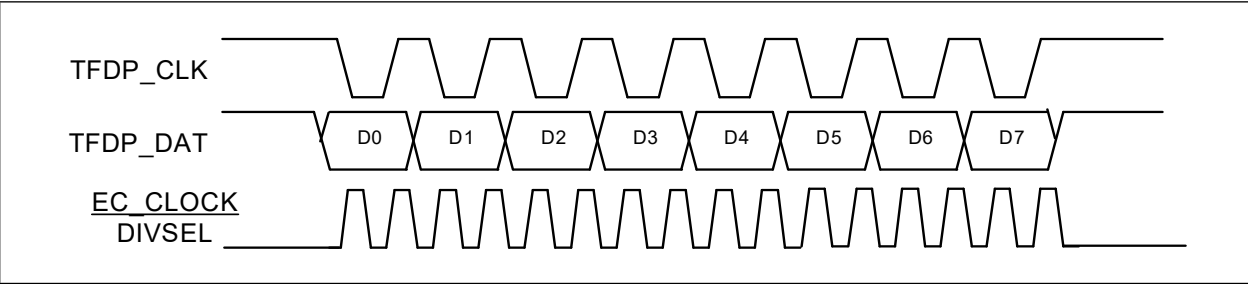 TFDP_CLK
TFDP_DAT
D0 D1 D2 D3 D4 D5 D6 D7
EC_CLOCK
DIVSEL